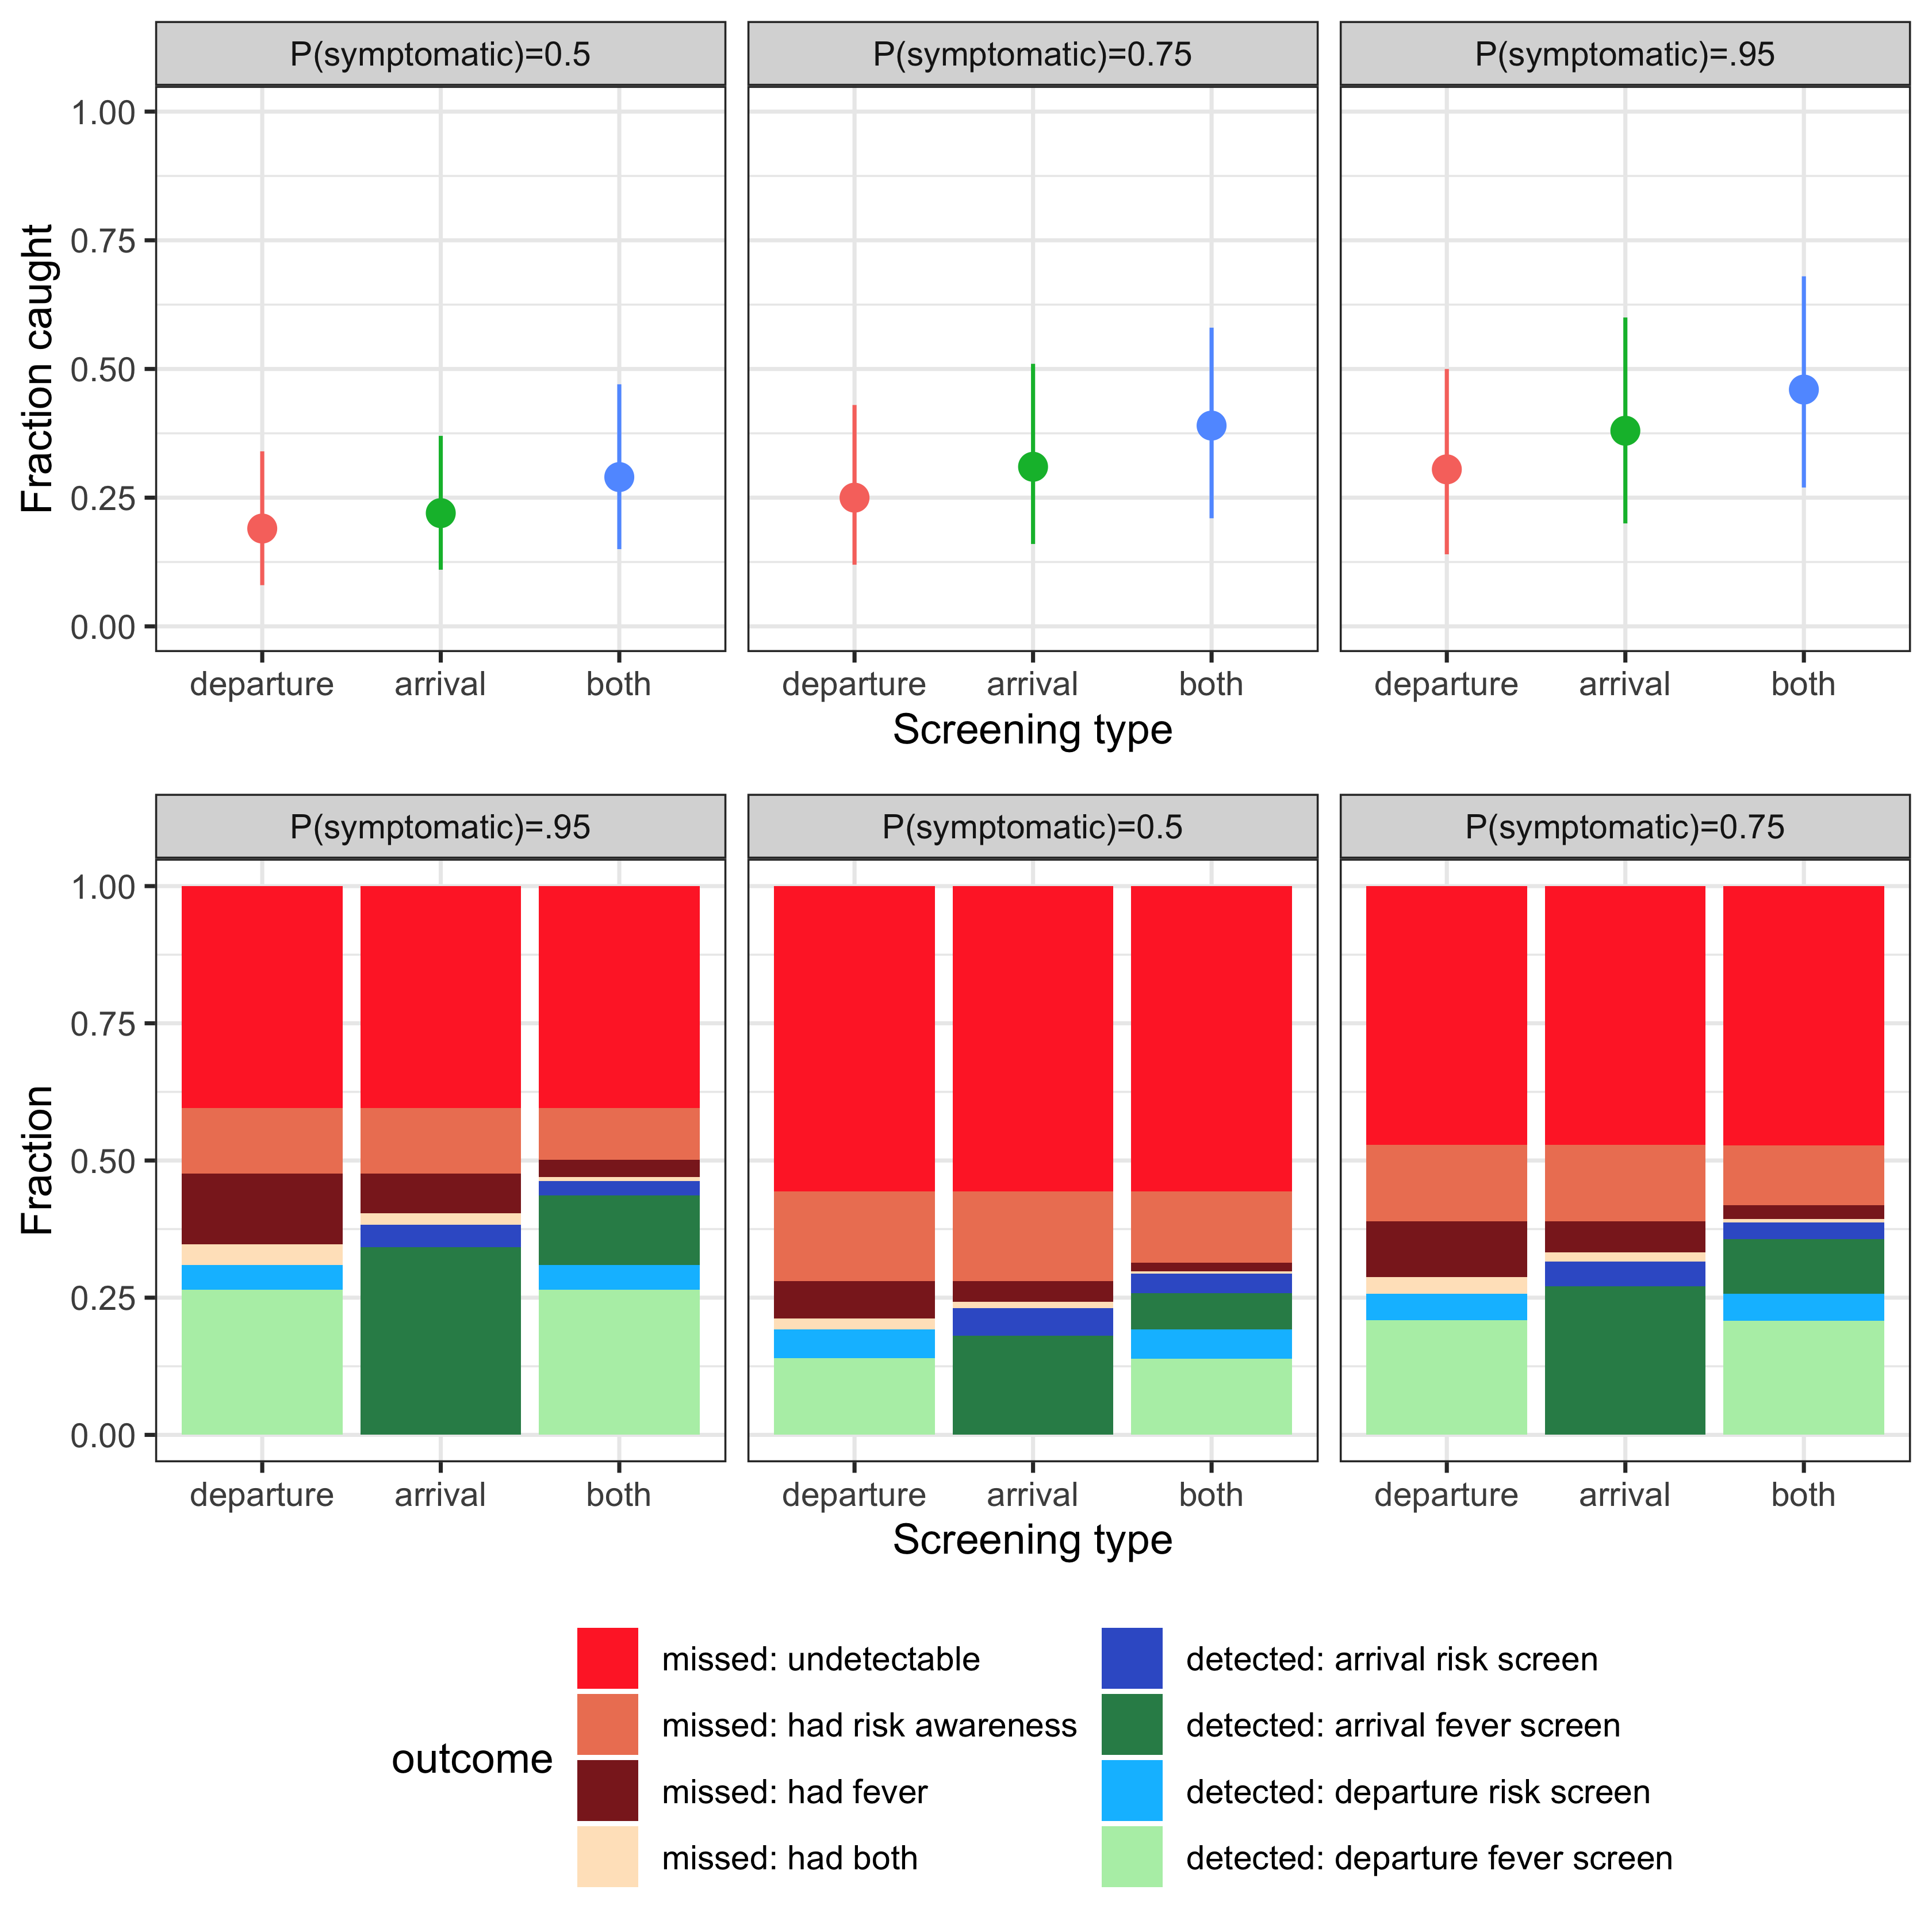 P(symptomatic)=0.5 P(symptomatic)=0.75 P(symptomatic)=.95
1.00
0.75
0.50
0.25
0.00
Fraction caught
departure arrival both departure arrival both departure arrival both
Screening type
P(symptomatic)=.95 P(symptomatic)=0.5 P(symptomatic)=0.75
1.00
0.75
0.50
0.25
0.00
Fraction
departure arrival both departure arrival both departure arrival both
Screening type
outcome
missed: undetectable
missed: had risk awareness
missed: had fever
missed: had both
detected: arrival risk screen
detected: arrival fever screen
detected: departure risk screen
detected: departure fever screen